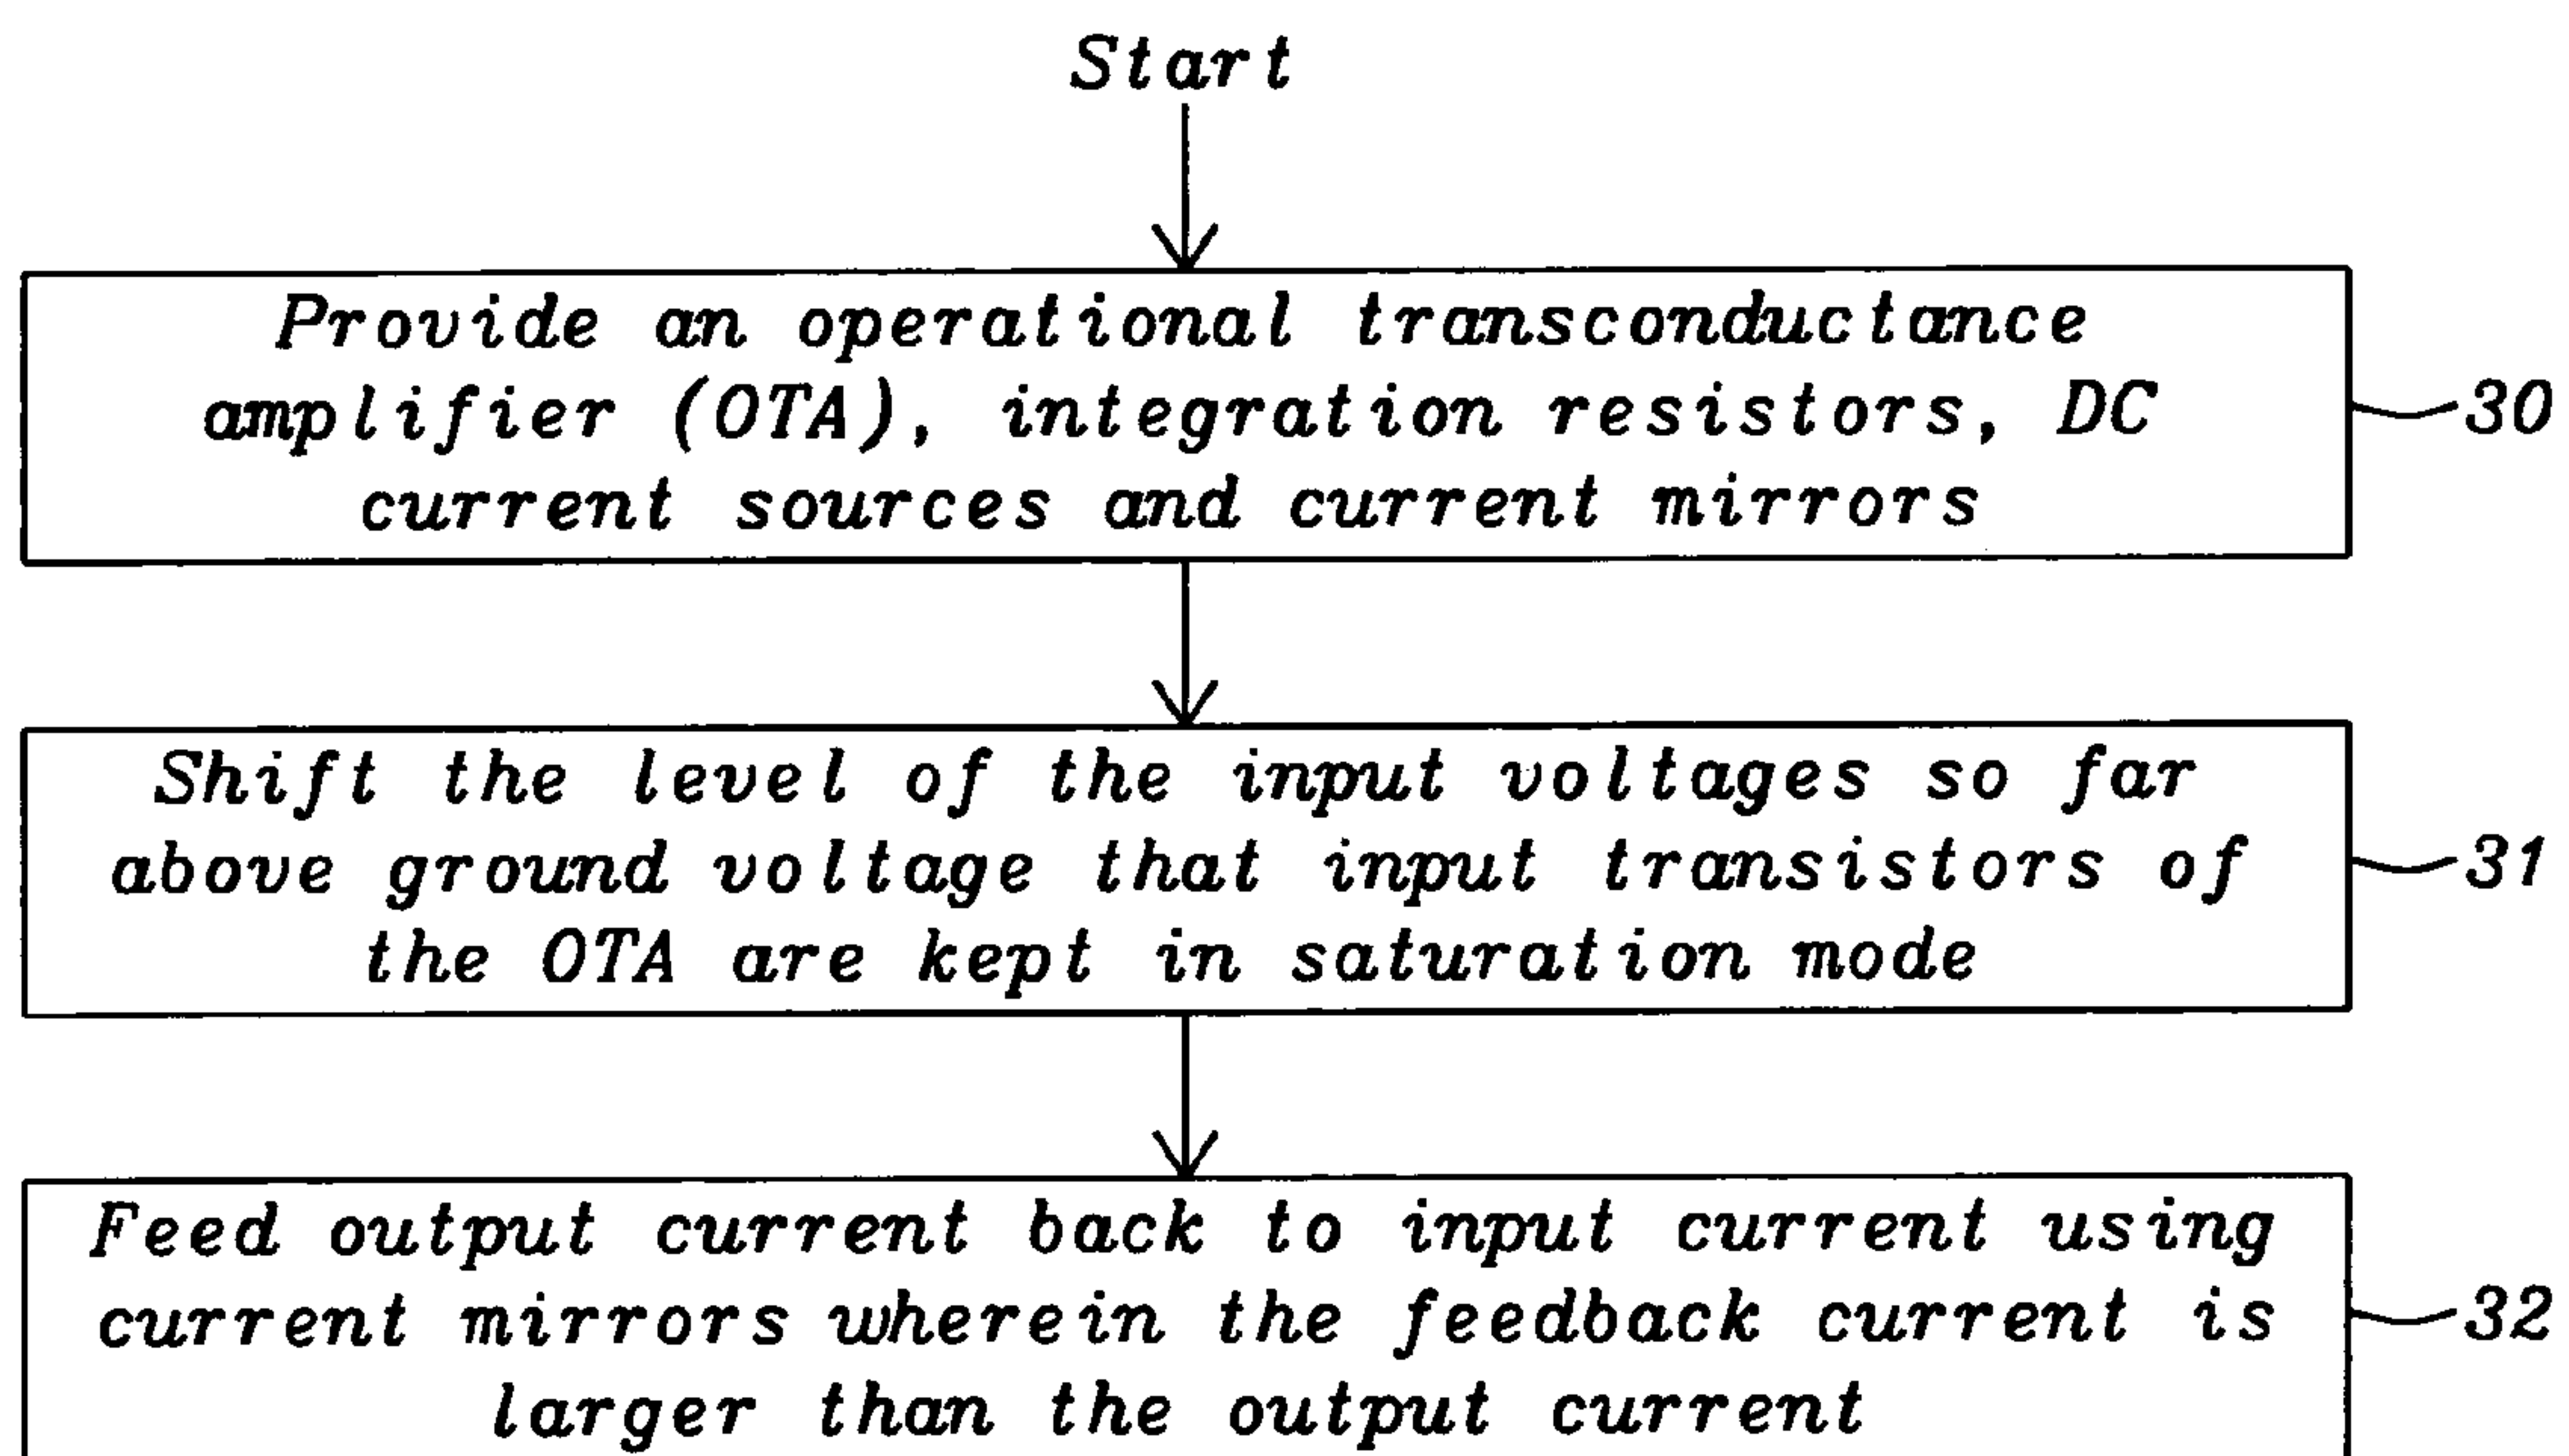 Start
Provide an operational transconductance
amplifier (OTA), integration resistors, DC
current sources and current mirrors
30
Shift the level of the input voltages so far
above ground voltage that input transistors of
the OTA are kept in saturation mode
31
Feed output current back to input current using
current mirrors wherein the feedback current is
larger than the output current
32